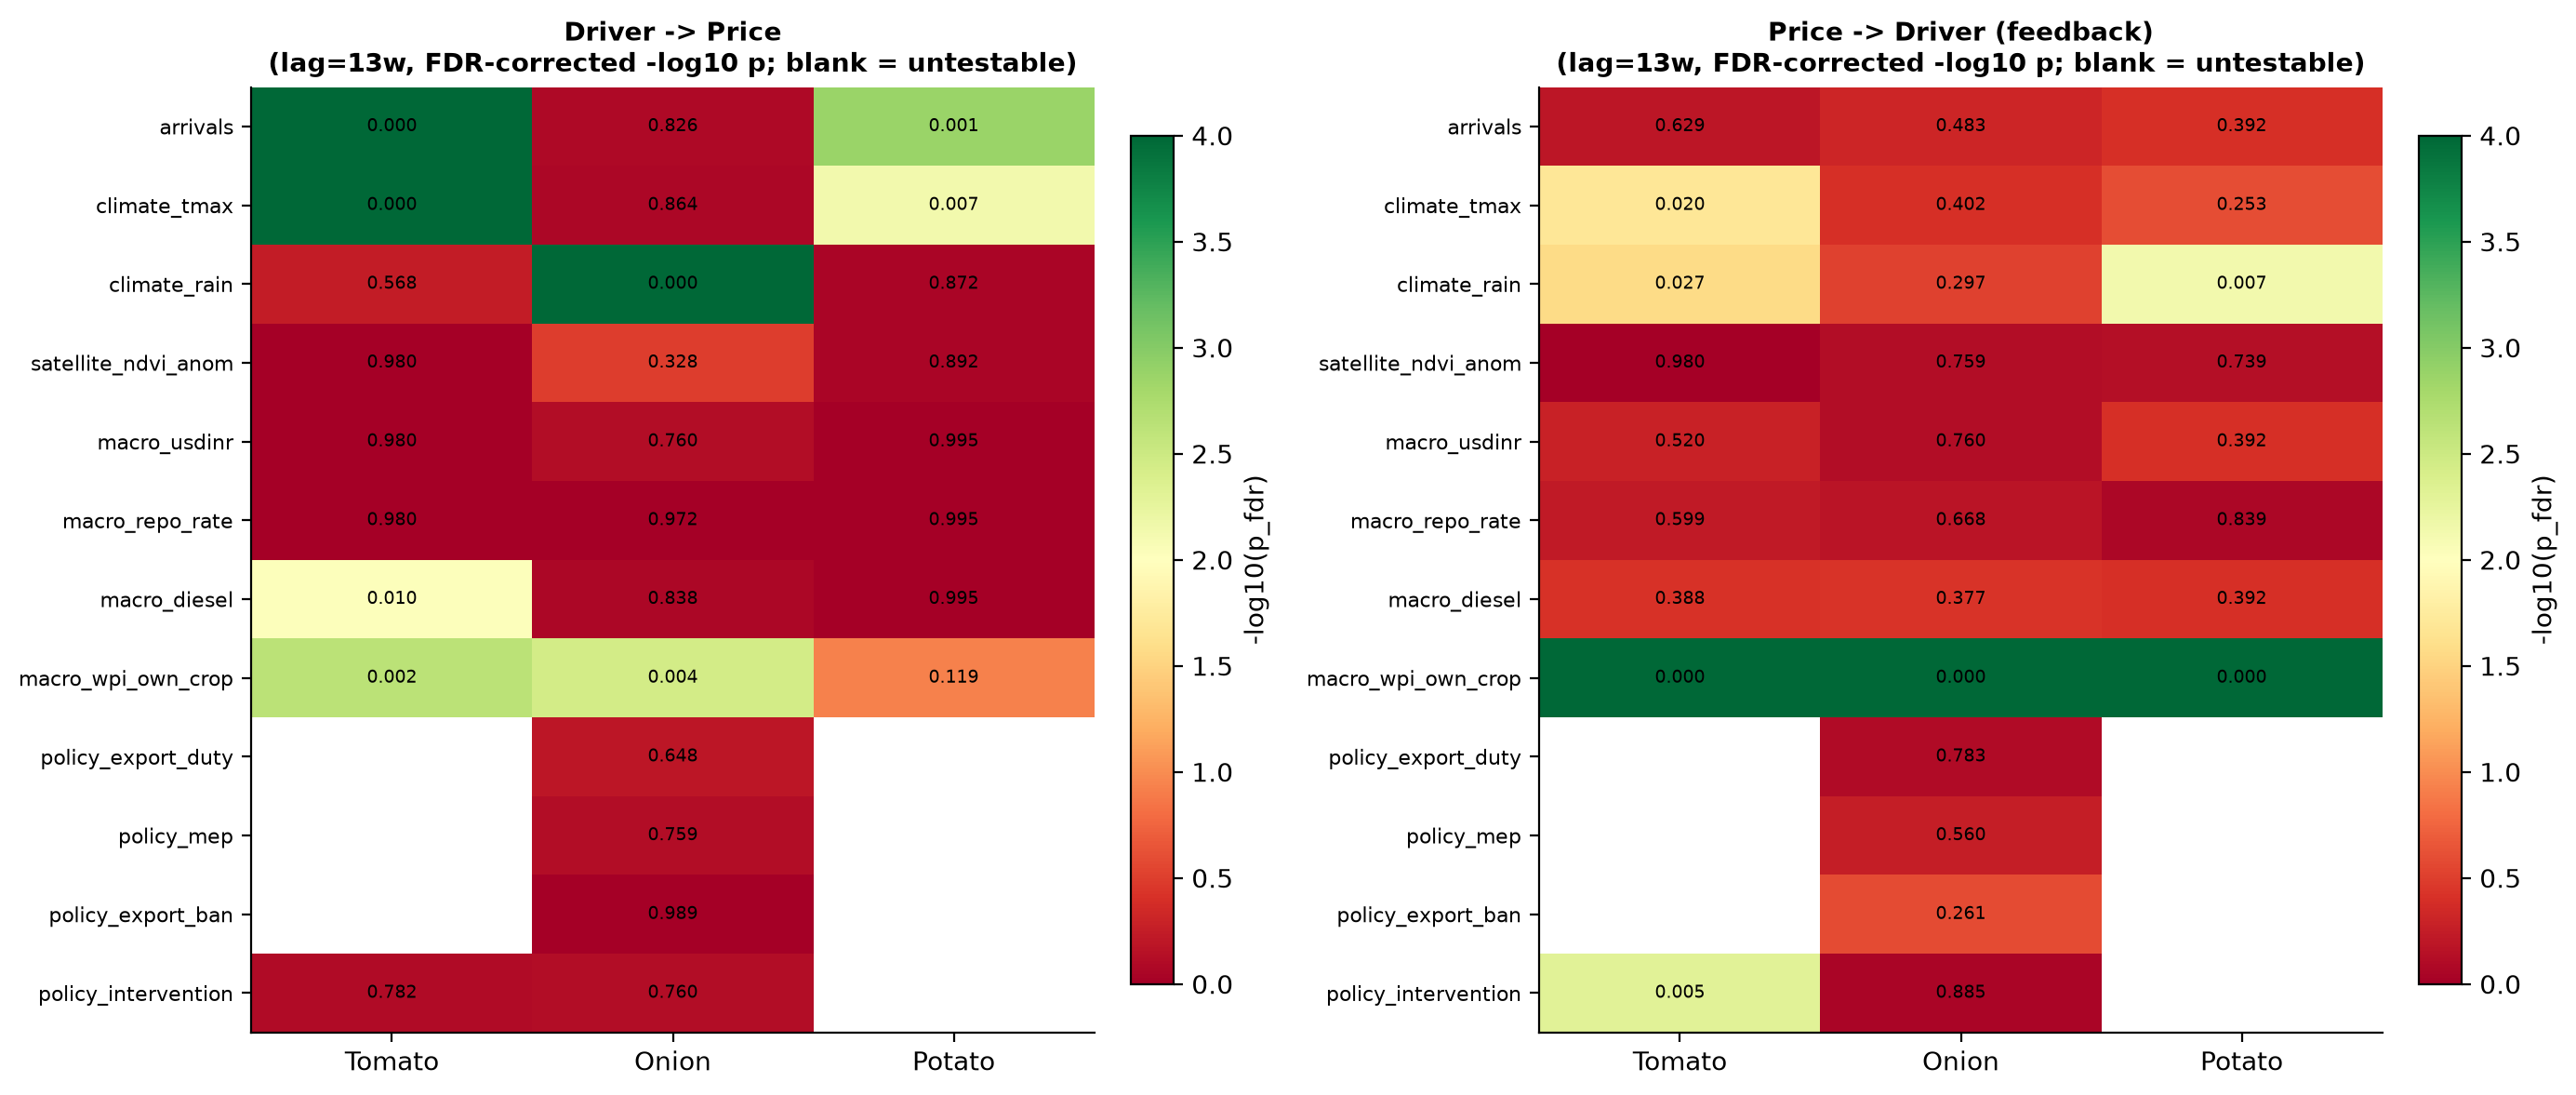 Driver -> Price
(lag=13w, FDR-corrected -log10 p; blank = untestable)
arrivals 0.000 0.826 0.001
climate_tmax 0.000 0.864 0.007
climate_rain 0.568 0.000 0.872
satellite_ndvi_anom 0.980 0.328 0.892
macro_usdinr 0.980 0.760 0.995
macro_repo_rate 0.980 0.972 0.995
macro_diesel 0.010 0.838 0.995
macro_wpi_own_crop 0.002 0.004 0.119
policy_export_duty 0.648
policy_mep 0.759
policy_export_ban 0.989
policy_intervention 0.782 0.760
Tomato Onion Potato
4.0
3.5
3.0
2.5
2.0
1.5
1.0
0.5
0.0
-log10(p_fdr)
Price -> Driver (feedback)
(lag=13w, FDR-corrected -log10 p; blank = untestable)
arrivals 0.629 0.483 0.392
climate_tmax 0.020 0.402 0.253
climate_rain 0.027 0.297 0.007
satellite_ndvi_anom 0.980 0.759 0.739
macro_usdinr 0.520 0.760 0.392
macro_repo_rate 0.599 0.668 0.839
macro_diesel 0.388 0.377 0.392
macro_wpi_own_crop 0.000 0.000 0.000
policy_export_duty 0.783
policy_mep 0.560
policy_export_ban 0.261
policy_intervention 0.005 0.885
Tomato Onion Potato
4.0
3.5
3.0
2.5
2.0
1.5
1.0
0.5
0.0
-log10(p_fdr)